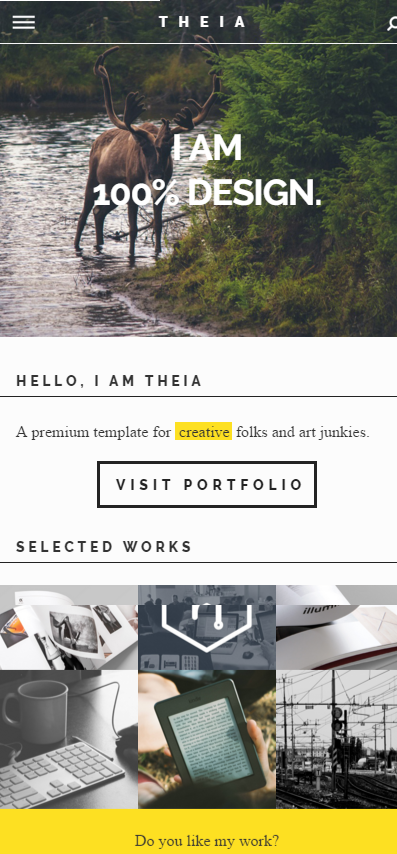 THEIA
I AM
100% DESIGN.
HELLO, I AM THEIA
A premium template for creative folks and art junkies.
VISIT PORTFOLIO
SELECTED WORKS
illum
Do you like my work?